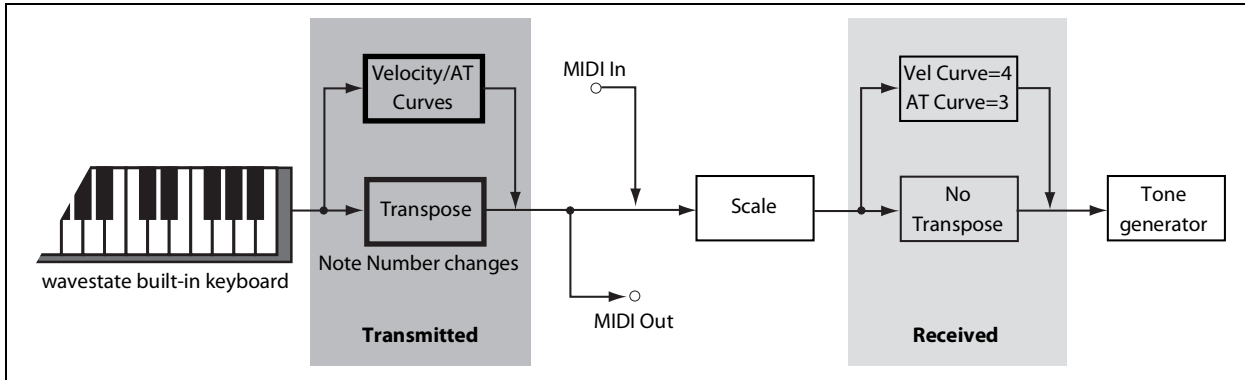 Velocity/AT
Curves
MIDI In
Vel Curve=4
AT Curve=3
Transpose
Scale
No
Transpose
Tone
generator
Note Number changes
wavestate built-in keyboard
MIDI Out
Transmitted
Received